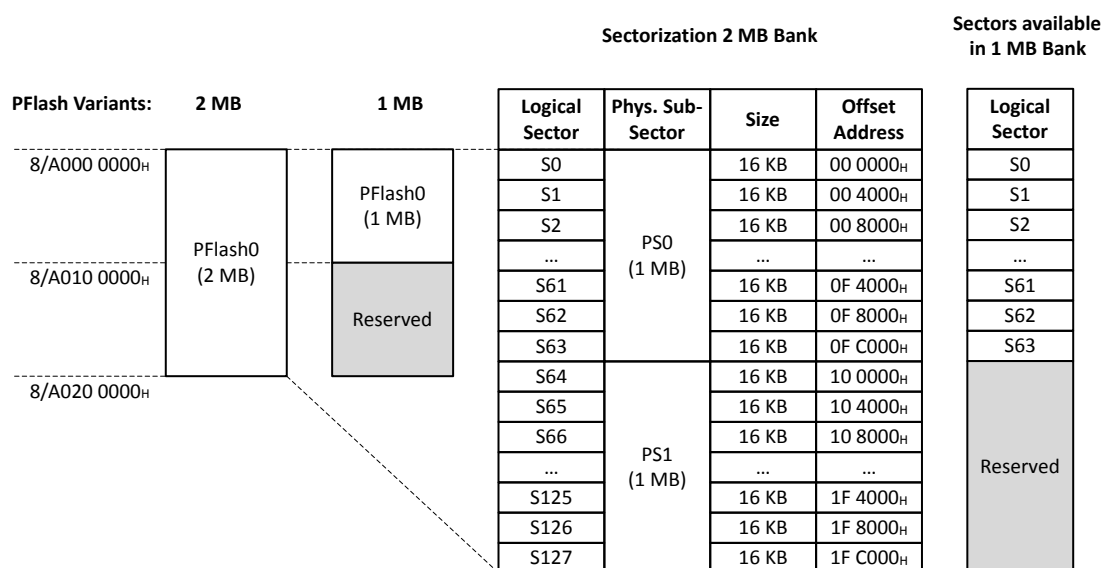 Sectorization 2 MB Bank
Sectors available
in 1 MB Bank
PFlash Variants: 2 MB 1 MB
Logical Sector Phys. Sub-Sector Size Offset Address Logical Sector
8/A000 0000H
PFlash0
(2 MB)
8/A010 0000H
8/A020 0000H
PFlash0
(1 MB)
Reserved
S0 16 KB 00 0000H S0
S1 16 KB 00 4000H S1
S2 16 KB 00 8000H S2
PS0
(1 MB)
... ... ... ...
S61 16 KB 0F 4000H S61
S62 16 KB 0F 8000H S62
S63 16 KB 0F C000H S63
S64 16 KB 10 0000H
S65 16 KB 10 4000H
S66 16 KB 10 8000H
PS1
(1 MB)
... ... ...
Reserved
S125 16 KB 1F 4000H
S126 16 KB 1F 8000H
S127 16 KB 1F C000H